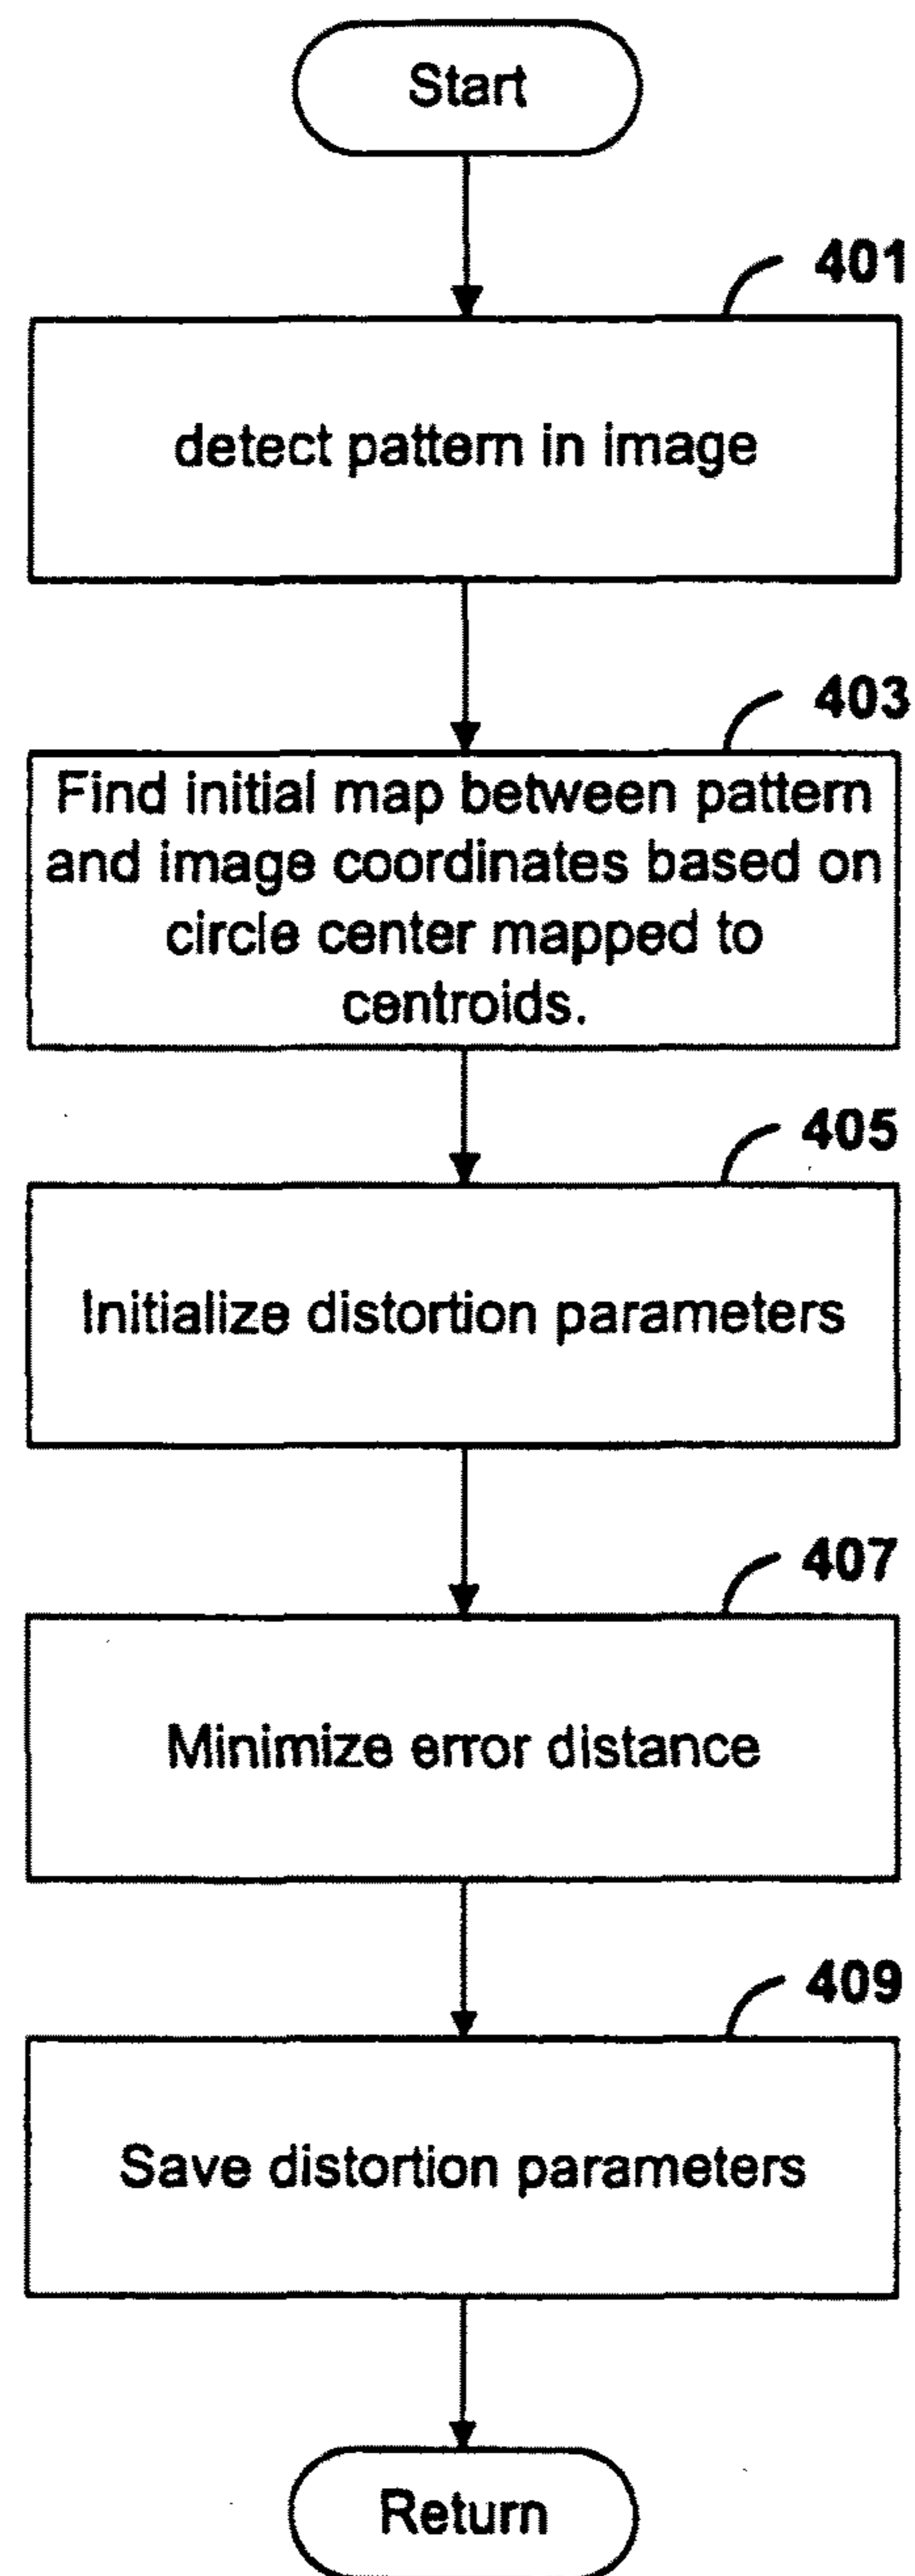 Start
401
detect pattern in image
403
Find initial map between pattern
and image coordinates based on
circle center mapped to
centroids.
405
Initialize distortion parameters
407
Minimize error distance
409
Save distortion parameters
Return